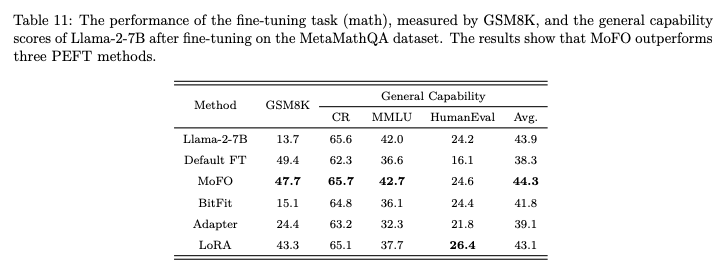 Table 11: The performance of the fine-tuning task (math), measured by GSM8K, and the general capability
scores of Llama-2-7B after fine-tuning on the MetaMathQA dataset. The results show that MoFO outperforms
three PEFT methods.
Method GSM8K General Capability
CR MMLU HumanEval Avg.
Llama-2-7B 13.7 65.6 42.0 24.2 43.9
Default FT 49.4 62.3 36.6 16.1 38.3
MoFO 47.7 65.7 42.7 24.6 44.3
BitFit 15.1 64.8 36.1 24.4 41.8
Adapter 24.4 63.2 32.3 21.8 39.1
LoRA 43.3 65.1 37.7 26.4 43.1